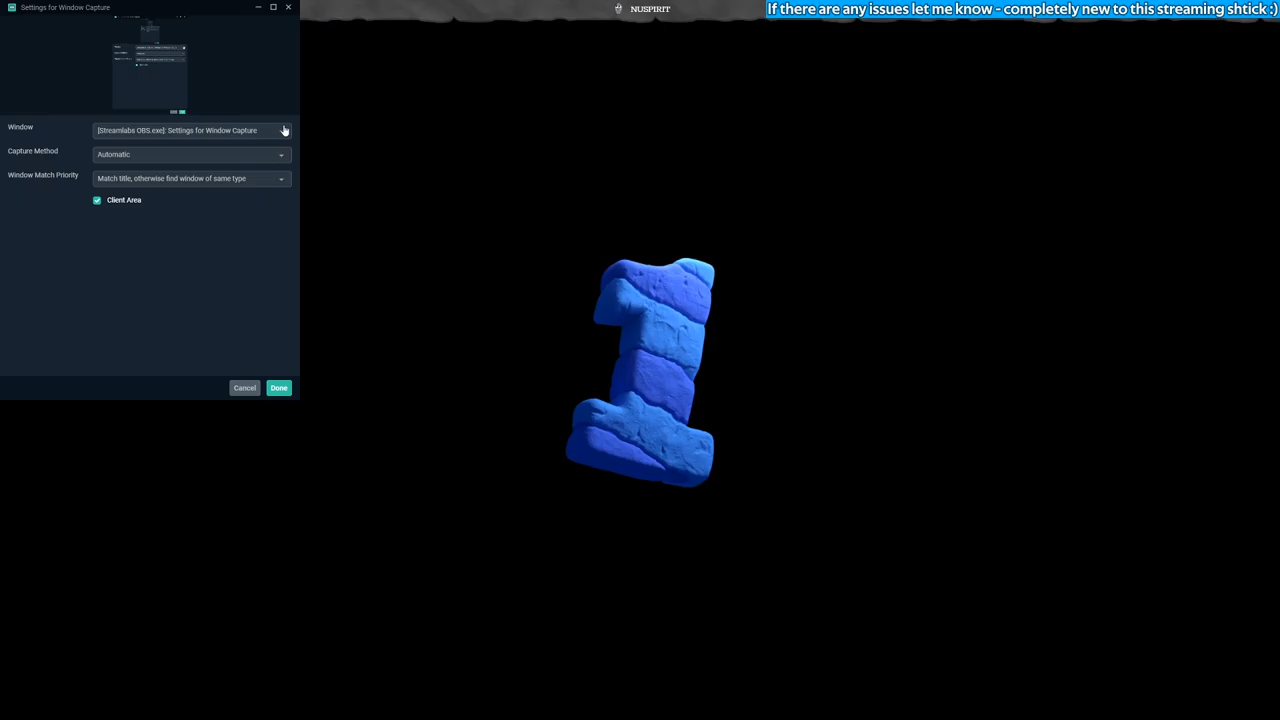 Settings for Window Capture
NUSPIRIT
If there are any issues let me know - completely new to this streaming shtick :)
Window
[Streamlabs OBS.exe]: Settings for Window Capture
Capture Method
Automatic
Window Match Priority
Match title, otherwise find window of same type
Client Area
1
Cancel
Done